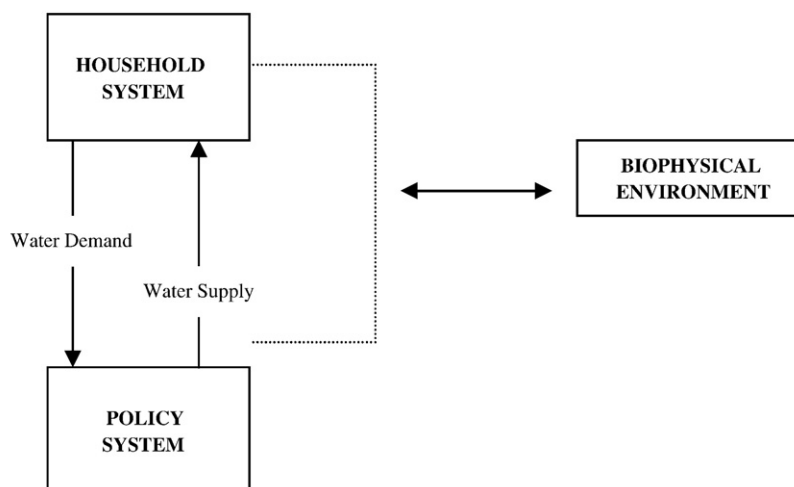 HOUSEHOLD
SYSTEM
BIOPHYSICAL
ENVIRONMENT
Water Demand
Water Supply
POLICY
SYSTEM